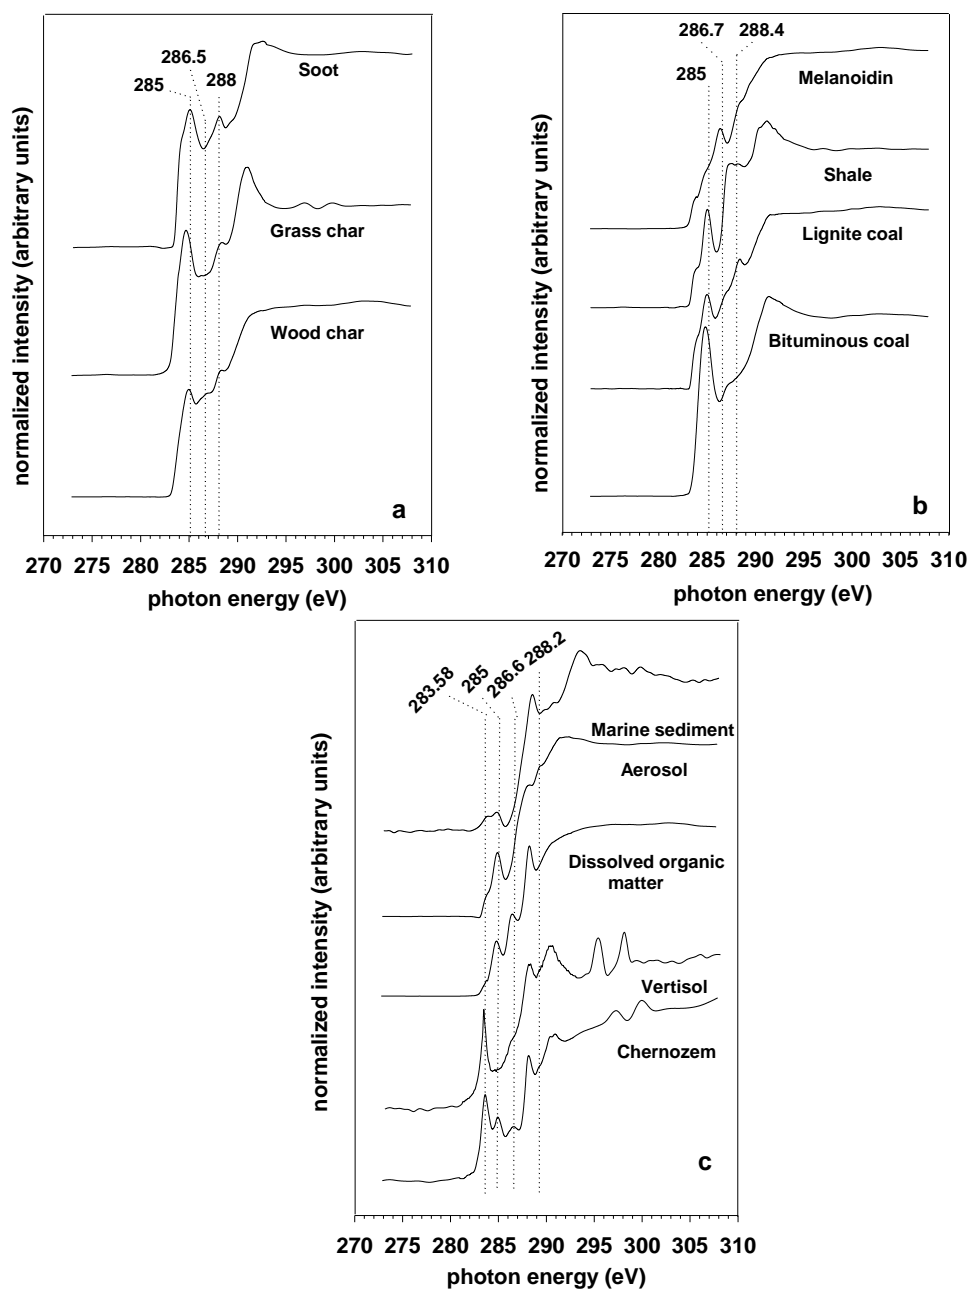 286.5
285
288
Soot
Grass char
Wood char
a
normalized intensity (arbitrary units)
270 275 280 285 290 295 300 305 310
photon energy (eV)
286.7
288.4
285
Melanoidin
Shale
Lignite coal
Bituminous coal
b
normalized intensity (arbitrary units)
270 275 280 285 290 295 300 305 310
photon energy (eV)
283.58
285
286.6
288.2
Marine sediment
Aerosol
Dissolved organic
matter
Vertisol
Chernozem
c
normalized intensity (arbitrary units)
270 275 280 285 290 295 300 305 310
photon energy (eV)